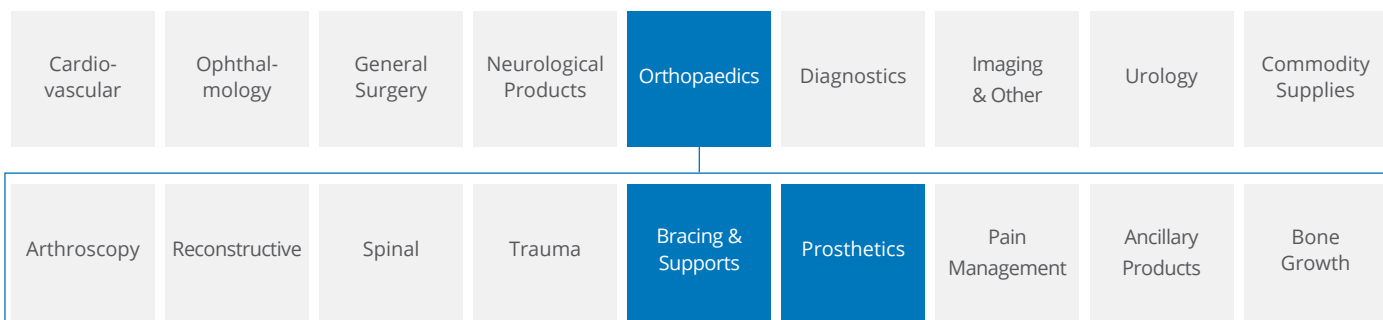 Cardio-
vascular
Ophthal-
mology
General
Surgery
Neurological
Products
Orthopaedics
Diagnostics
Imaging
& Other
Urology
Commodity
Supplies
Arthroscopy
Reconstructive
Spinal
Trauma
Bracing &
Supports
Prosthetics
Pain
Management
Ancillary
Products
Bone
Growth